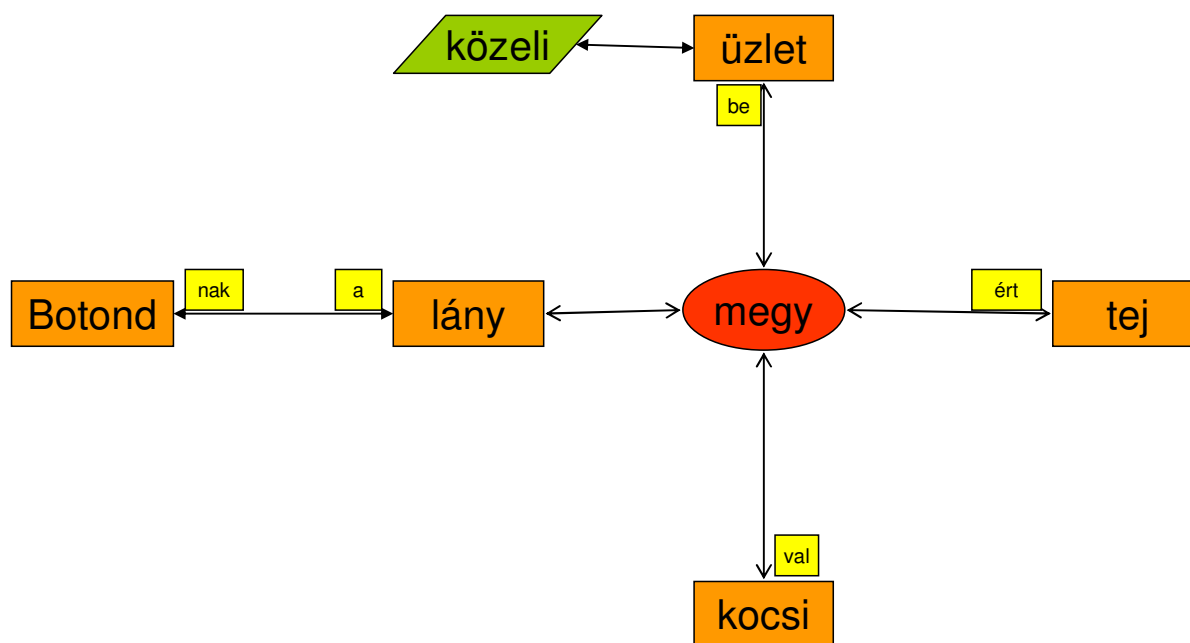 közeli
üzlet
be
Botond
nak
a
lány
megy
ért
tej
val
kocsi